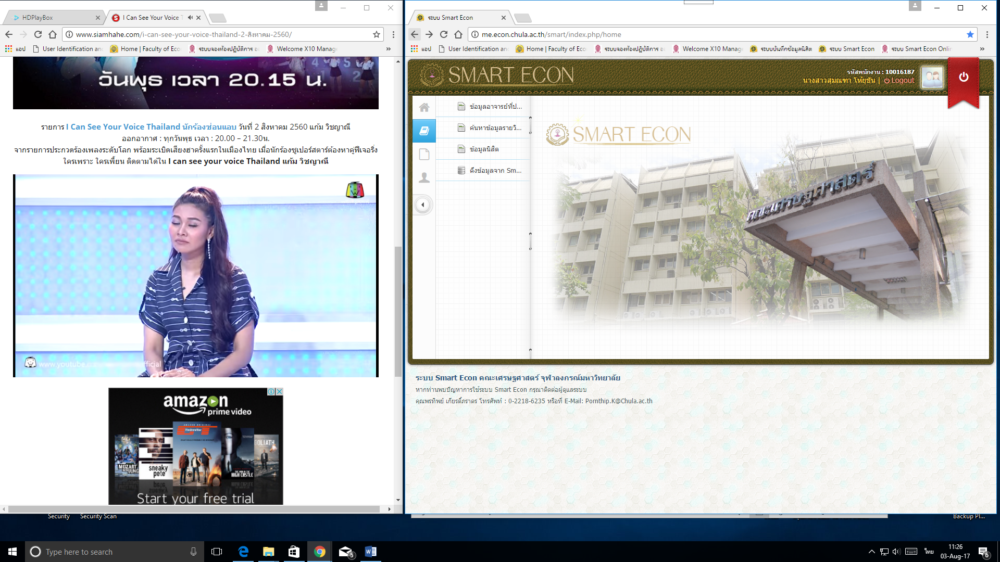 HDPlayBox
I Can See Your Voice T
www.siamhahe.com/i-can-see-your-voice-thailand-2-สิงหาคม-2560/
แอป
User Identification and
Home | Faculty of Eco
ระบบจองห้องปฏิบัติการ
Welcome X10 Manage
วันพุธ เวลา 20.15 น.
รายการ I Can See Your Voice Thailand นักร้องซ่อนแอบ วันที่ 2 สิงหาคม 2560 แก้ม วิชญาณี
ออกอากาศ : ทุกวันพุธ เวลา : 20.00 – 21.30น.
จากรายการประกวดร้องเพลงระดับโลก พร้อมระเบิดเสียงฮาครั้งแรกในเมืองไทย เมื่อนักร้องซูเปอร์สตาร์ต้องหาคู่ฟีเจอริ่ง
ใครเพราะ ใครเพี้ยน ติดตามได้ใน I can see your voice Thailand แก้ม วิชญาณี
www.youtube.co
official
amazon
prime video
MOZART
IN THE JUNGLE
sneaky
pete
AMAZON ORIGINAL
THE MAN IN THE
HIGH CASTLE
GOLIATH
Start your free trial
Security
Security Scan
ระบบ Smart Econ
me.econ.chula.ac.th/smart/index.php/home
แอป
User Identification and
Home | Faculty of Eco
ระบบจองห้องปฏิบัติการ
Welcome X10 Manage
ระบบบันทึกข้อมูลนิสิต
ระบบ Smart Econ
ระบบ Smart Econ Onlin
SMART ECON
รหัสพนักงาน : 10016187
นางสาวสุมณฑา โห้ยุขัน | Logout
ข้อมูลอาจารย์ที่ป...
ค้นหาข้อมูลรายวิ...
ข้อมูลนิสิต
ดึงข้อมูลจาก Sm...
SMART ECON
คณะเศรษฐศาสตร์
ระบบ Smart Econ คณะเศรษฐศาสตร์ จุฬาลงกรณ์มหาวิทยาลัย
หากท่านพบปัญหาการใช้ระบบ Smart Econ กรุณาติดต่อผู้ดูแลระบบ
คุณพรทิพย์ เกียรติ์ภราดร โทรศัพท์ : 0-2218-6235 หรือที่ E-Mail: Pornthip.K@Chula.ac.th
Backup Pl...
Type here to search
5
ไทย
11:26
03-Aug-17
6